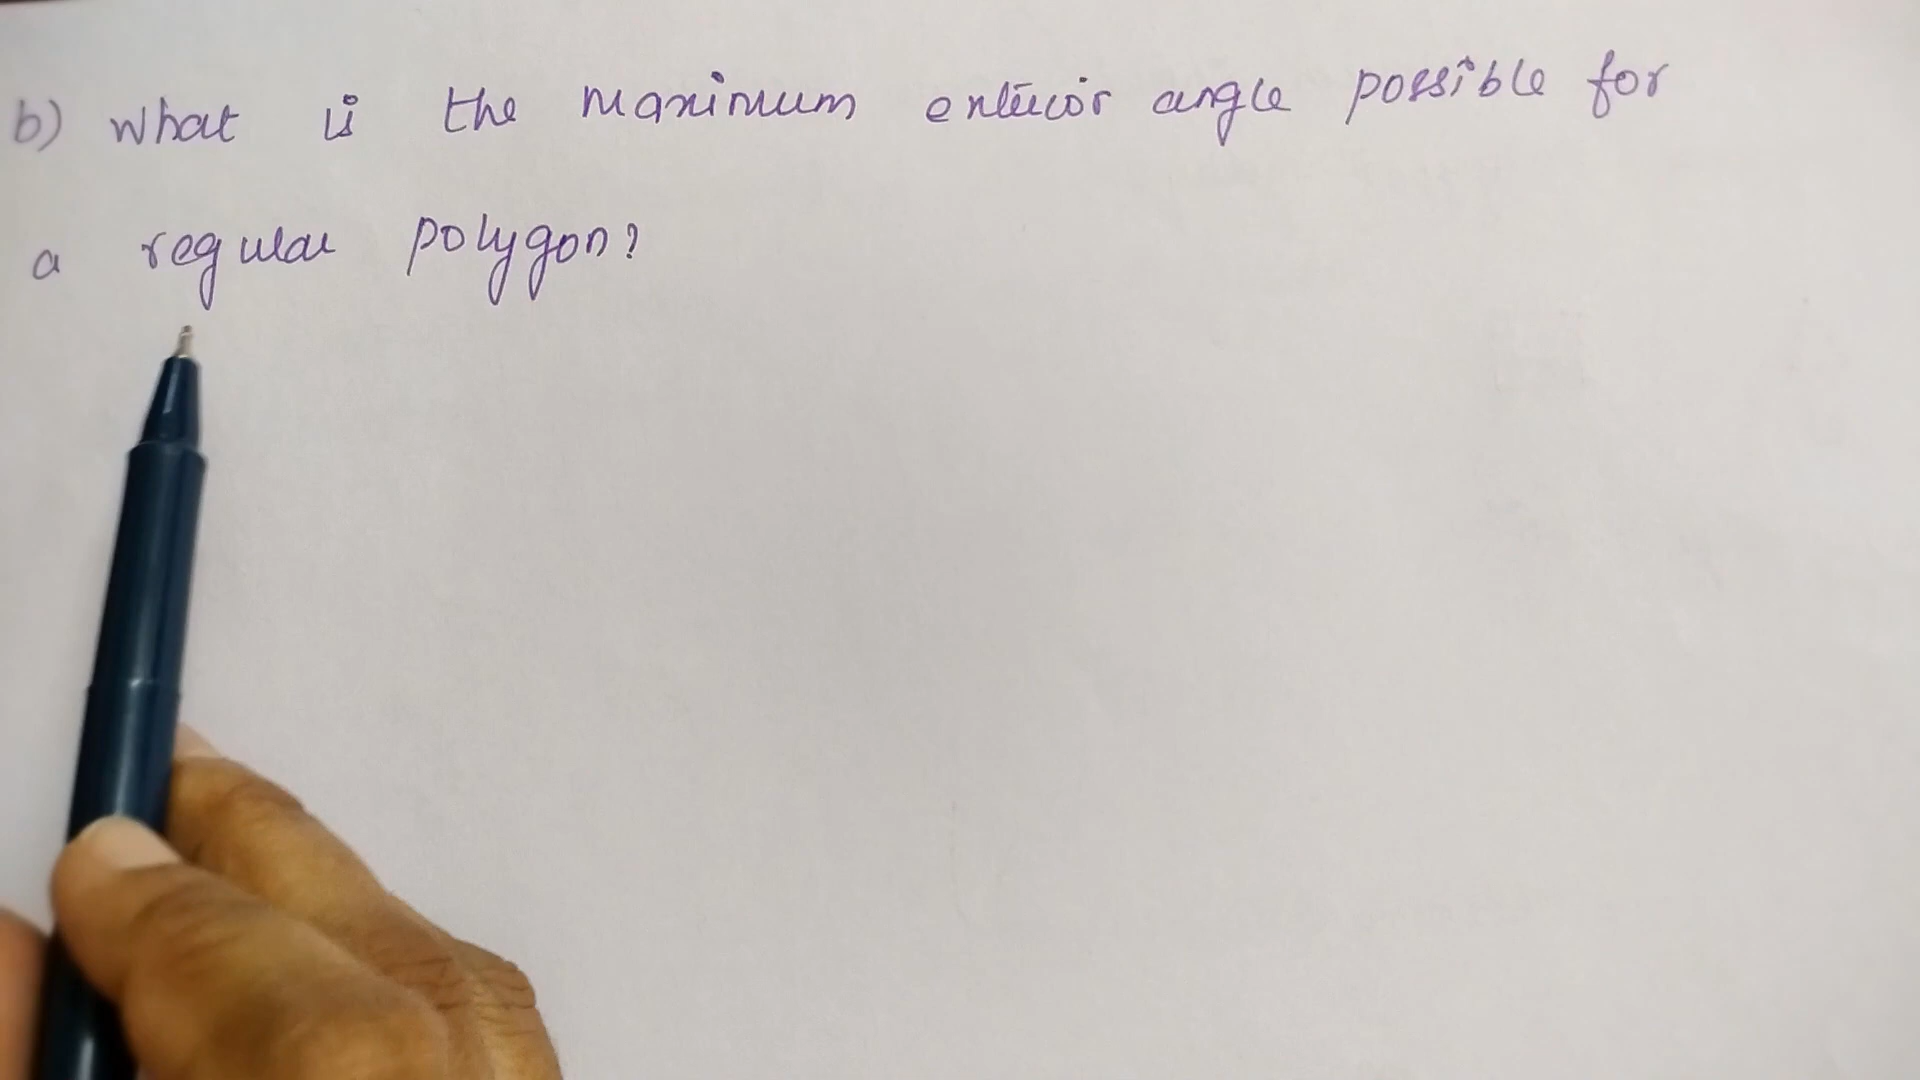 b) what is the maximum exterior angle possible for
a regular polygon?